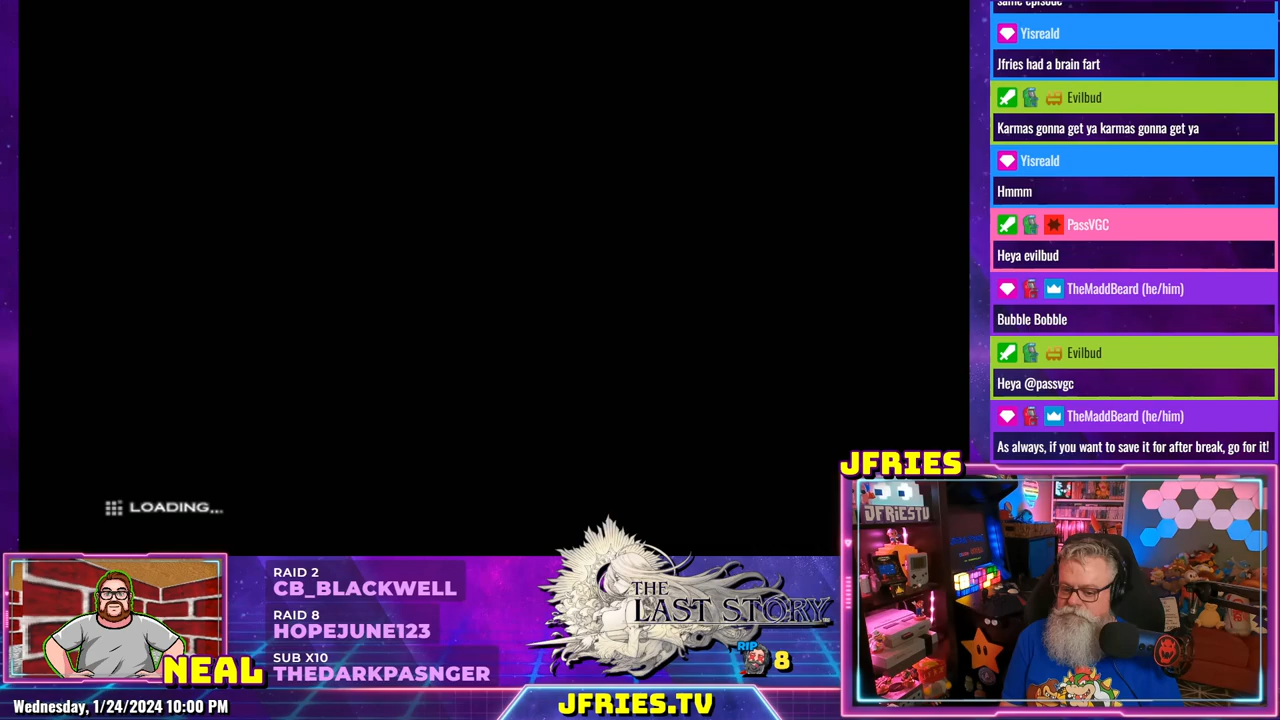 same episode
Yisreald
Jfries had a brain fart
Evilbud
Karmas gonna get ya karmas gonna get ya
Yisreald
Hmmm
PassVGC
Heya evilbud
TheMaddBeard (he/him)
Bubble Bobble
Evilbud
Heya @passvgc
TheMaddBeard (he/him)
As always, if you want to save it for after break, go for it!
LOADING...
JFRIES
JFRIESTV
RAID 2
CB_BLACKWELL
RAID 8
HOPEJUNE123
SUB X10
THEDARKPASNGER
NEAL
THE
LAST STORY
RIP
8
JFRIES.TV
Wednesday, 1/24/2024 10:00 PM